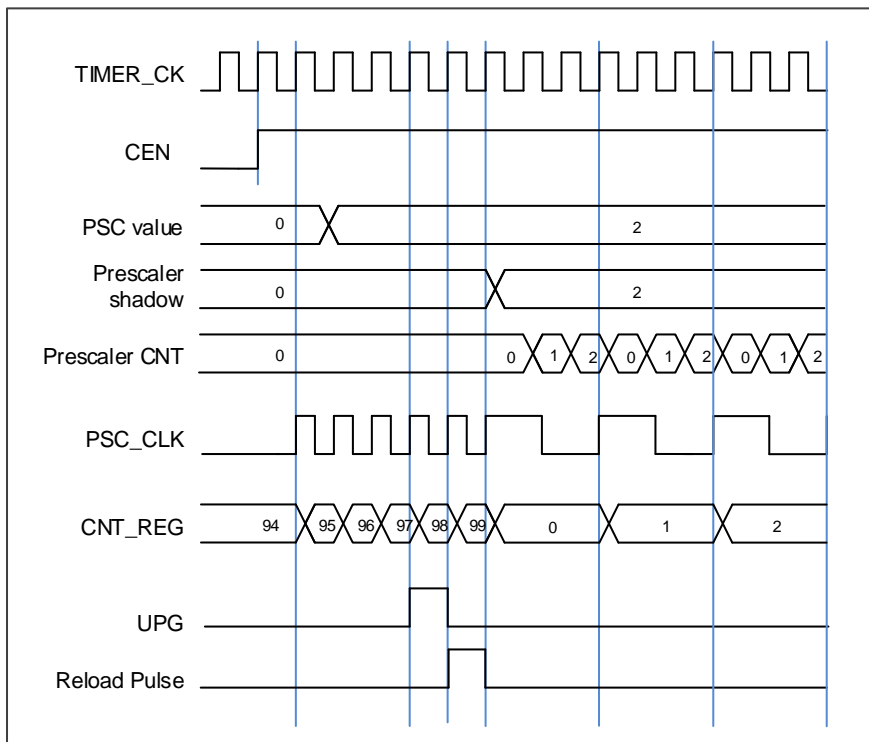 TIMER_CK
CEN
PSC value 0 2
Prescaler
shadow 0 2
Prescaler CNT 0 0 1 2 0 1 2 0 1 2
PSC_CLK
CNT_REG 94 95 96 97 98 99 0 1 2
UPG
Reload Pulse